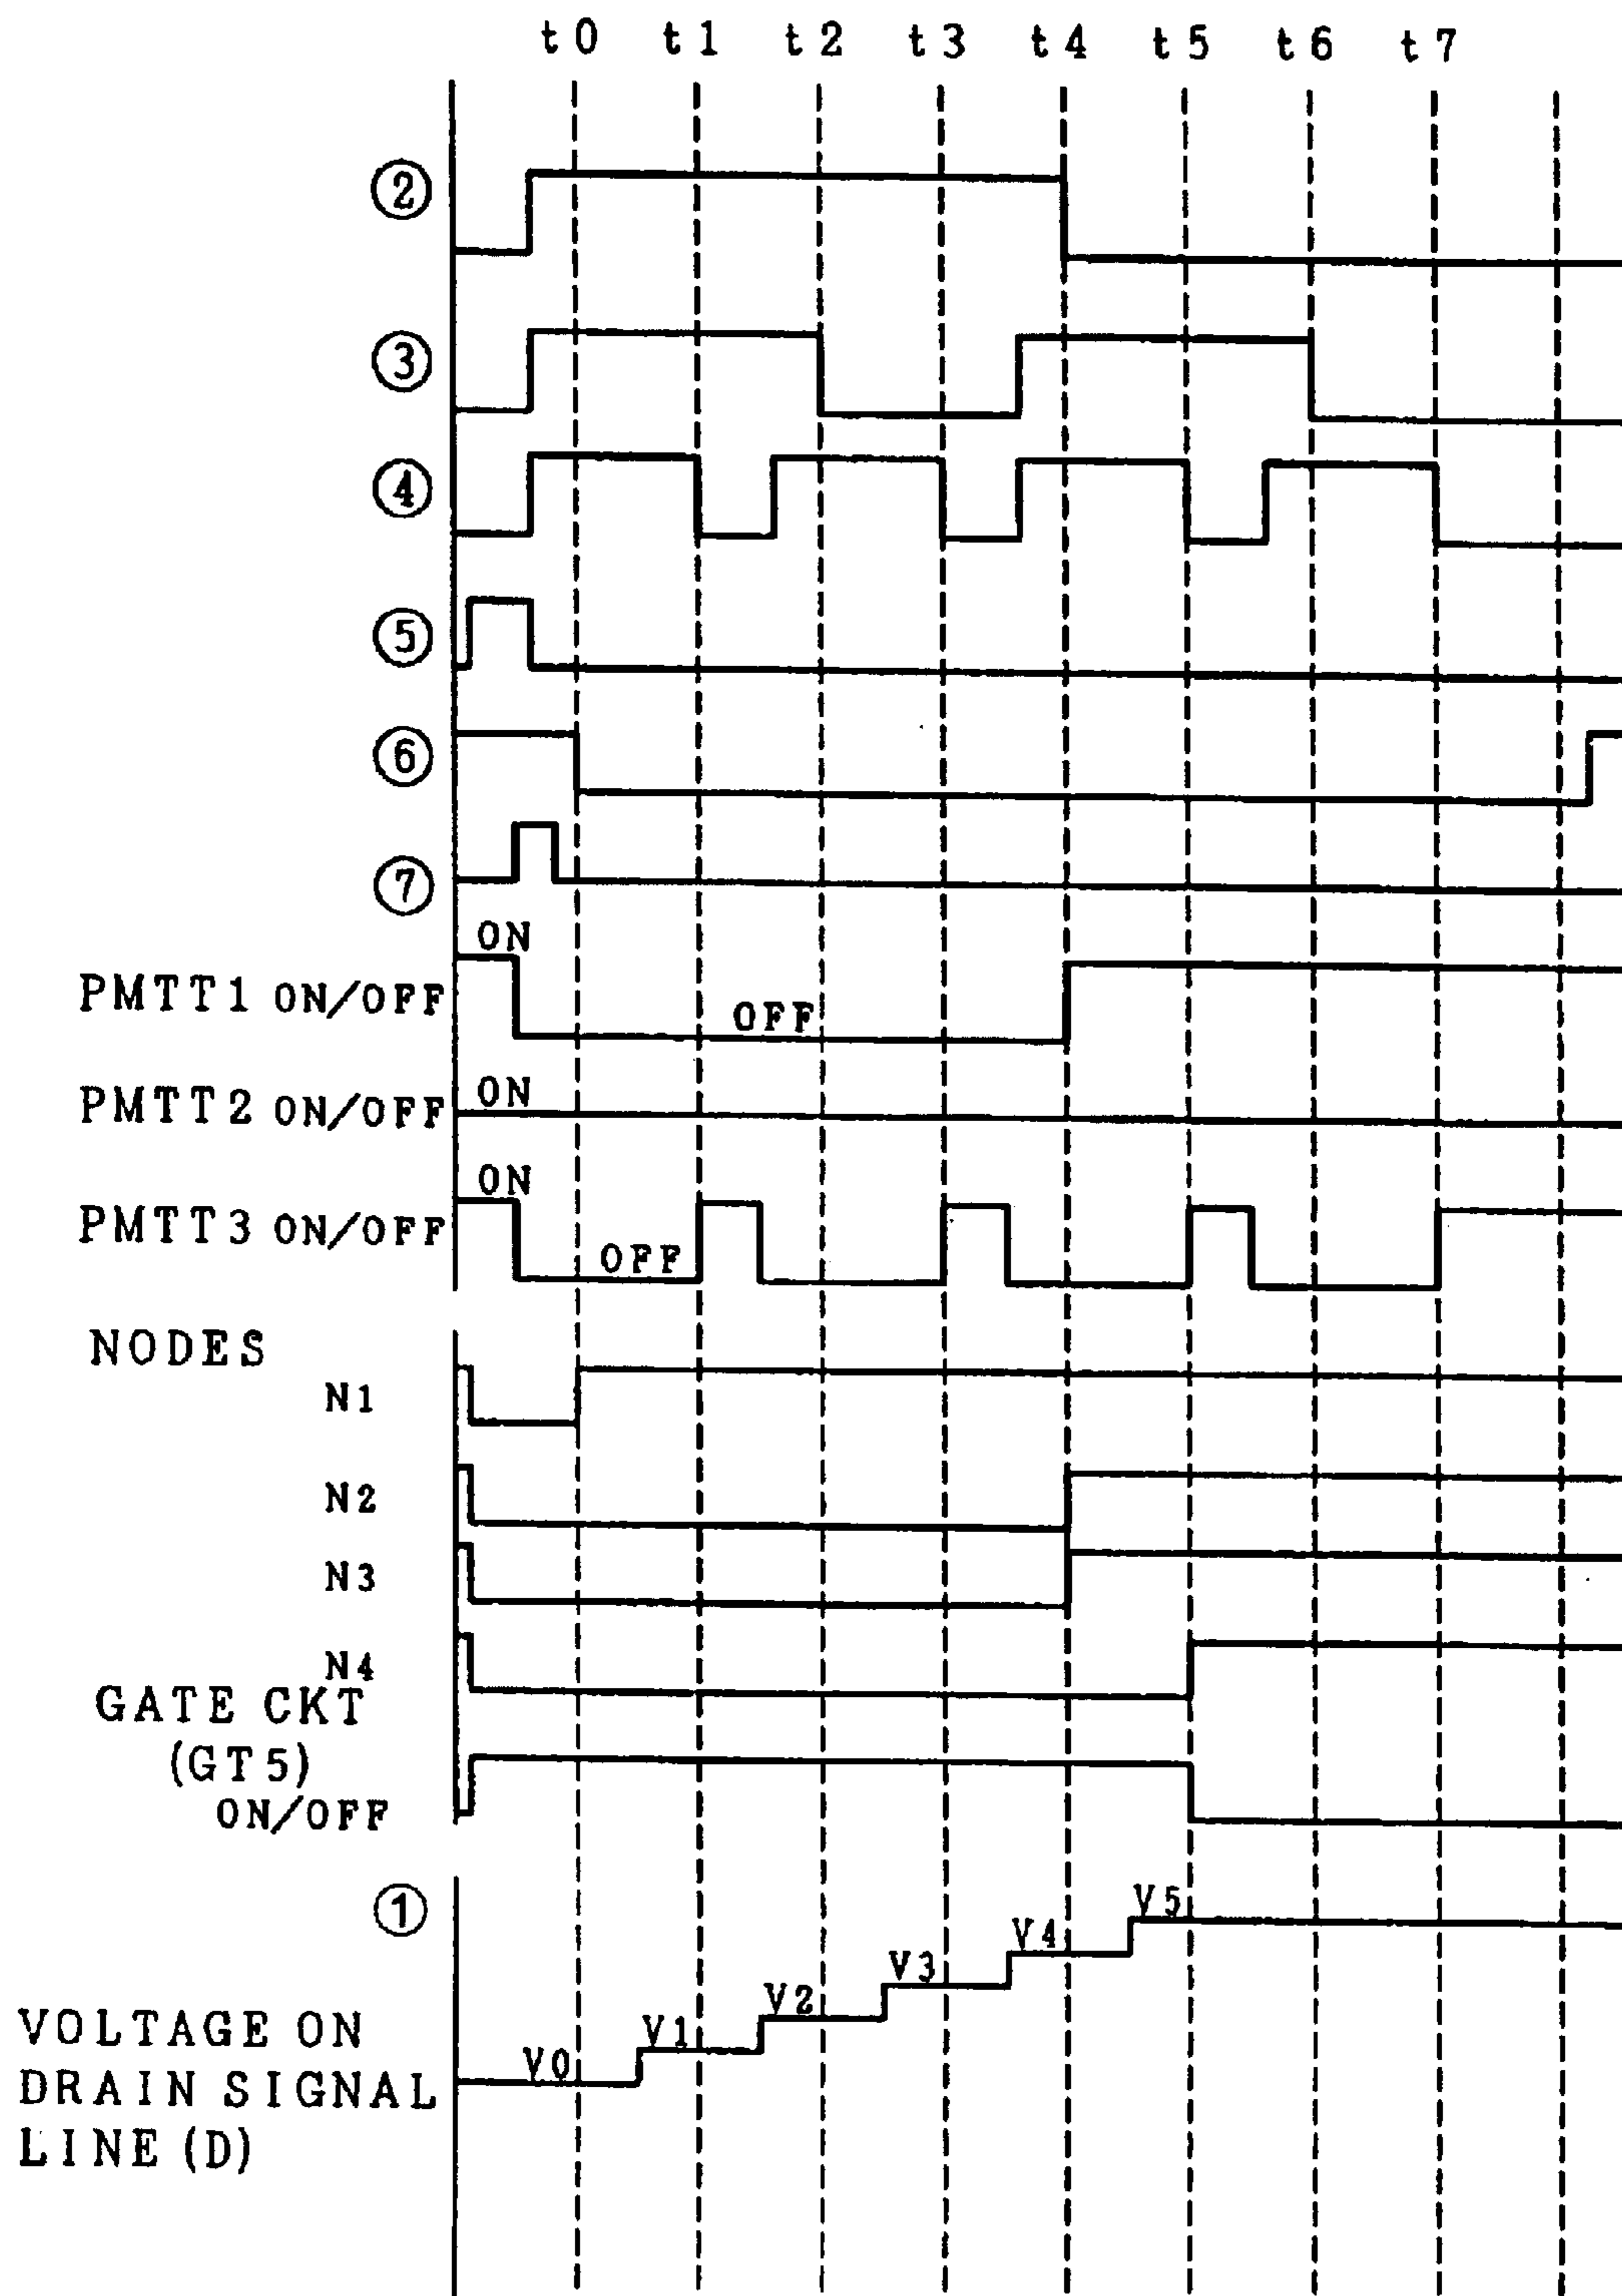 t0 t1 t2 t3 t4 t5 t6 t7
②
③
④
⑤
⑥
⑦
ON
PMTT1 ON/OFF
OFF
ON
PMTT2 ON/OFF
ON
PMTT3 ON/OFF
OFF
NODES
N1
N2
N3
N4
GATE CKT
(GT5)
ON/OFF
①
V5
V4
V3
V2
V1
V0
VOLTAGE ON
DRAIN SIGNAL
LINE (D)